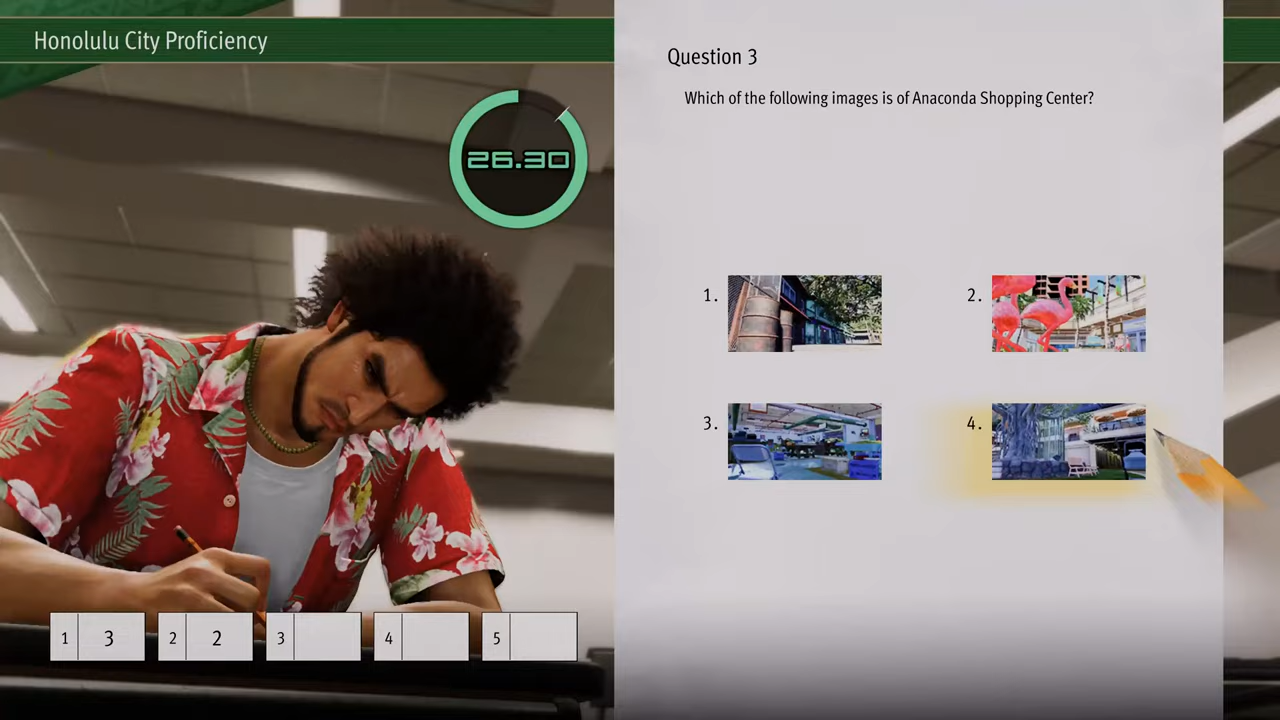 Honolulu City Proficiency
26.30
Question 3
Which of the following images is of Anaconda Shopping Center?
1.
2.
3.
4.
1 3 2 2 3 4 5